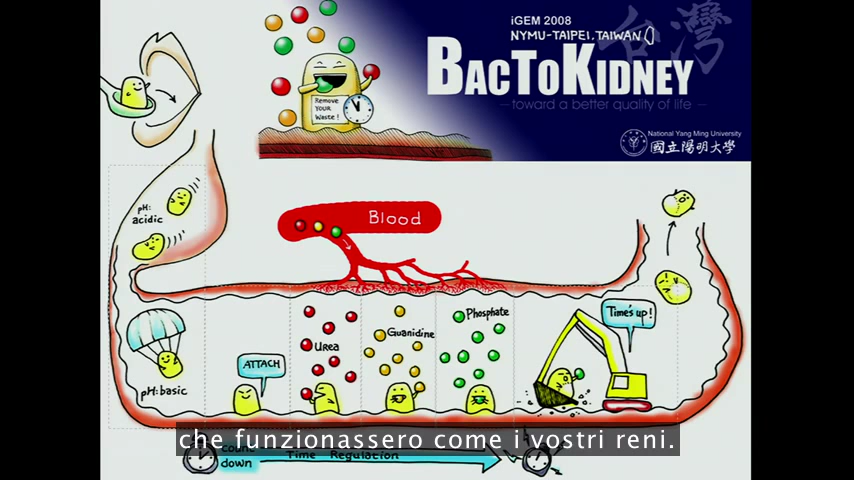 iGEM 2008
NYMU-TAIPEI.TAIWAN
台灣
BACTOKIDNEY
— toward a better quality of life —
National Yang Ming University
國立陽明大學
Remove
YOUR
Waste!
pH:
acidic
Blood
pH:basic
ATTACH
Urea
Guanidine
Phosphate
Time's up!
che funzionassero come i vostri reni.
count
down
Time Regulation